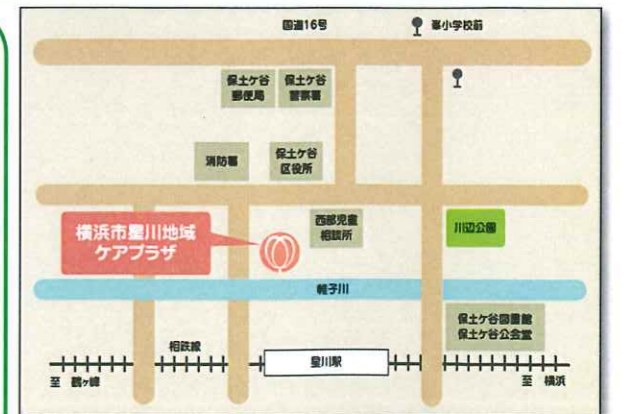 国道16号
峯小学校前
保土ケ谷
郵便局
保土ケ谷
警察署
消防署
保土ケ谷
区役所
横浜市星川地域
ケアプラザ
西部児童
相談所
川辺公園
帷子川
保土ケ谷図書館
保土ケ谷公会堂
相鉄線
星川駅
至 鶴ヶ峰
至 横浜